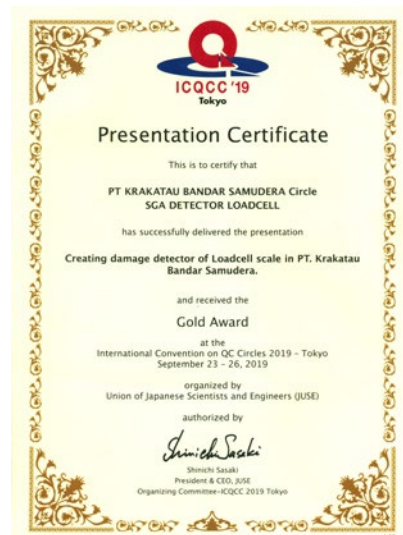 ICQCC '19
Tokyo
Presentation Certificate
This is to certify that
PT KRAKATAU BANDAR SAMUDERA Circle
SGA DETECTOR LOADCELL
has successfully delivered the presentation
Creating damage detector of Loadcell scale in PT. Krakatau
Bandar Samudera.
and received the
Gold Award
at the
International Convention on QC Circles 2019 – Tokyo
September 23 – 26, 2019
organized by
Union of Japanese Scientists and Engineers (JUSE)
authorized by
Shinichi Sasaki
Shinichi Sasaki
President & CEO, JUSE
Organizing Committee-ICQCC 2019 Tokyo